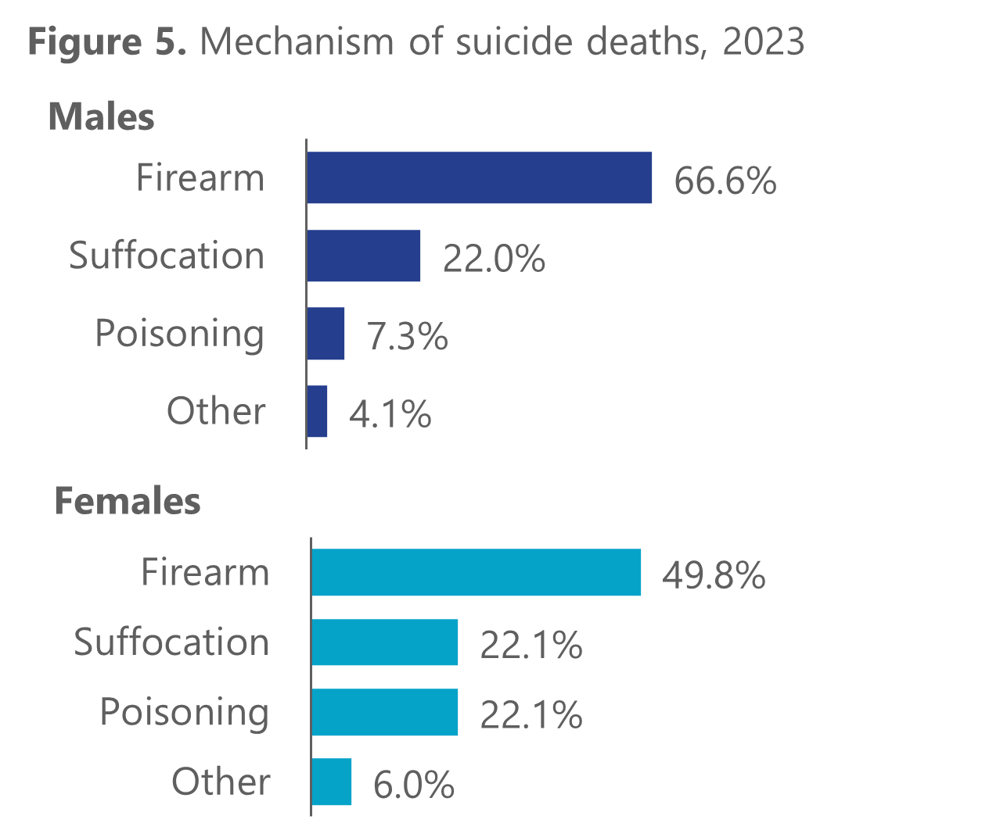 Figure 5. Mechanism of suicide deaths, 2023
Males
Firearm 66.6%
Suffocation 22.0%
Poisoning 7.3%
Other 4.1%
Females
Firearm 49.8%
Suffocation 22.1%
Poisoning 22.1%
Other 6.0%